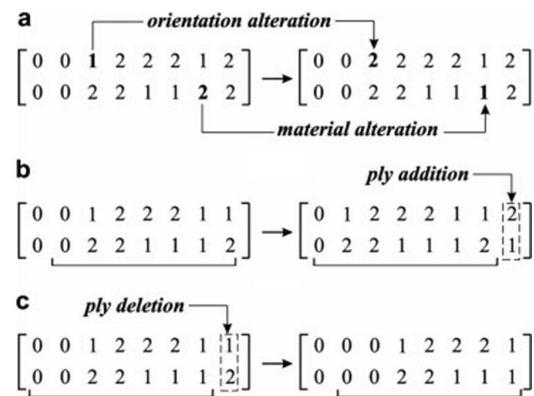 a orientation alteration
[0 0 1 2 2 2 1 2] → [0 0 2 2 2 2 1 2]
[0 0 2 2 1 1 2 2] [0 0 2 2 1 1 1 2]
material alteration
b ply addition
[0 0 1 2 2 2 1 1] → [0 1 2 2 2 1 1 2]
[0 0 2 2 1 1 1 2] [0 2 2 1 1 1 2 1]
c ply deletion
[0 0 1 2 2 2 1 1] → [0 0 0 1 2 2 2 1]
[0 0 2 2 1 1 1 2] [0 0 0 2 2 1 1 1]